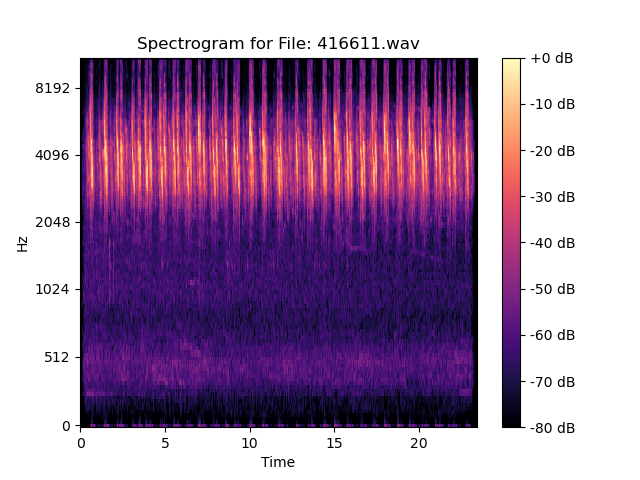 Spectrogram for File: 416611.wav
8192
4096
2048
1024
512
0
Hz
0 5 10 15 20
Time
+0 dB
-10 dB
-20 dB
-30 dB
-40 dB
-50 dB
-60 dB
-70 dB
-80 dB